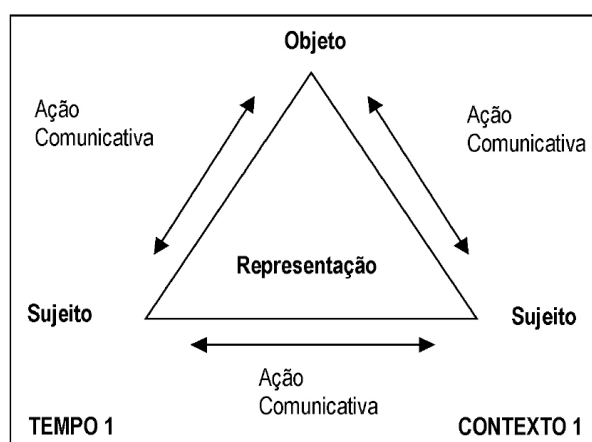 Objeto
Ação
Comunicativa
Ação
Comunicativa
Representação
Sujeito
Sujeito
Ação
Comunicativa
TEMPO 1
CONTEXTO 1